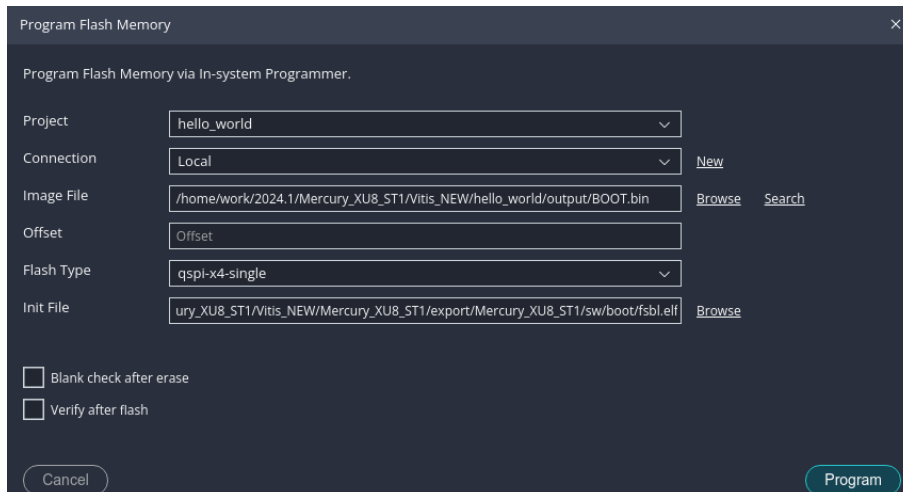 Program Flash Memory ×
Program Flash Memory via In-system Programmer.
Project hello_world
Connection Local New
Image File /home/work/2024.1/Mercury_XU8_ST1/Vitis_NEW/hello_world/output/BOOT.bin Browse Search
Offset Offset
Flash Type qspi-x4-single
Init File ury_XU8_ST1/Vitis_NEW/Mercury_XU8_ST1/export/Mercury_XU8_ST1/sw/boot/fsbl.elf Browse
Blank check after erase
Verify after flash
Cancel Program